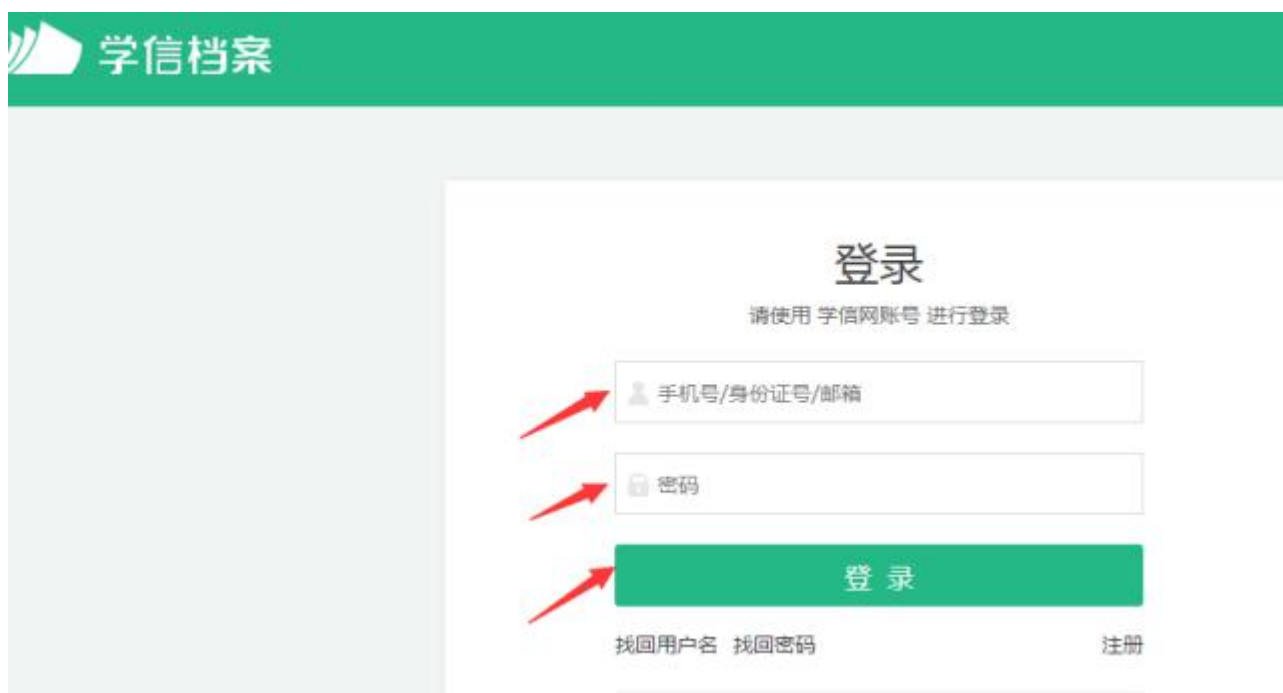 学信档案
登录
请使用 学信网账号 进行登录
手机号/身份证号/邮箱
密码
登 录
找回用户名 找回密码 注册